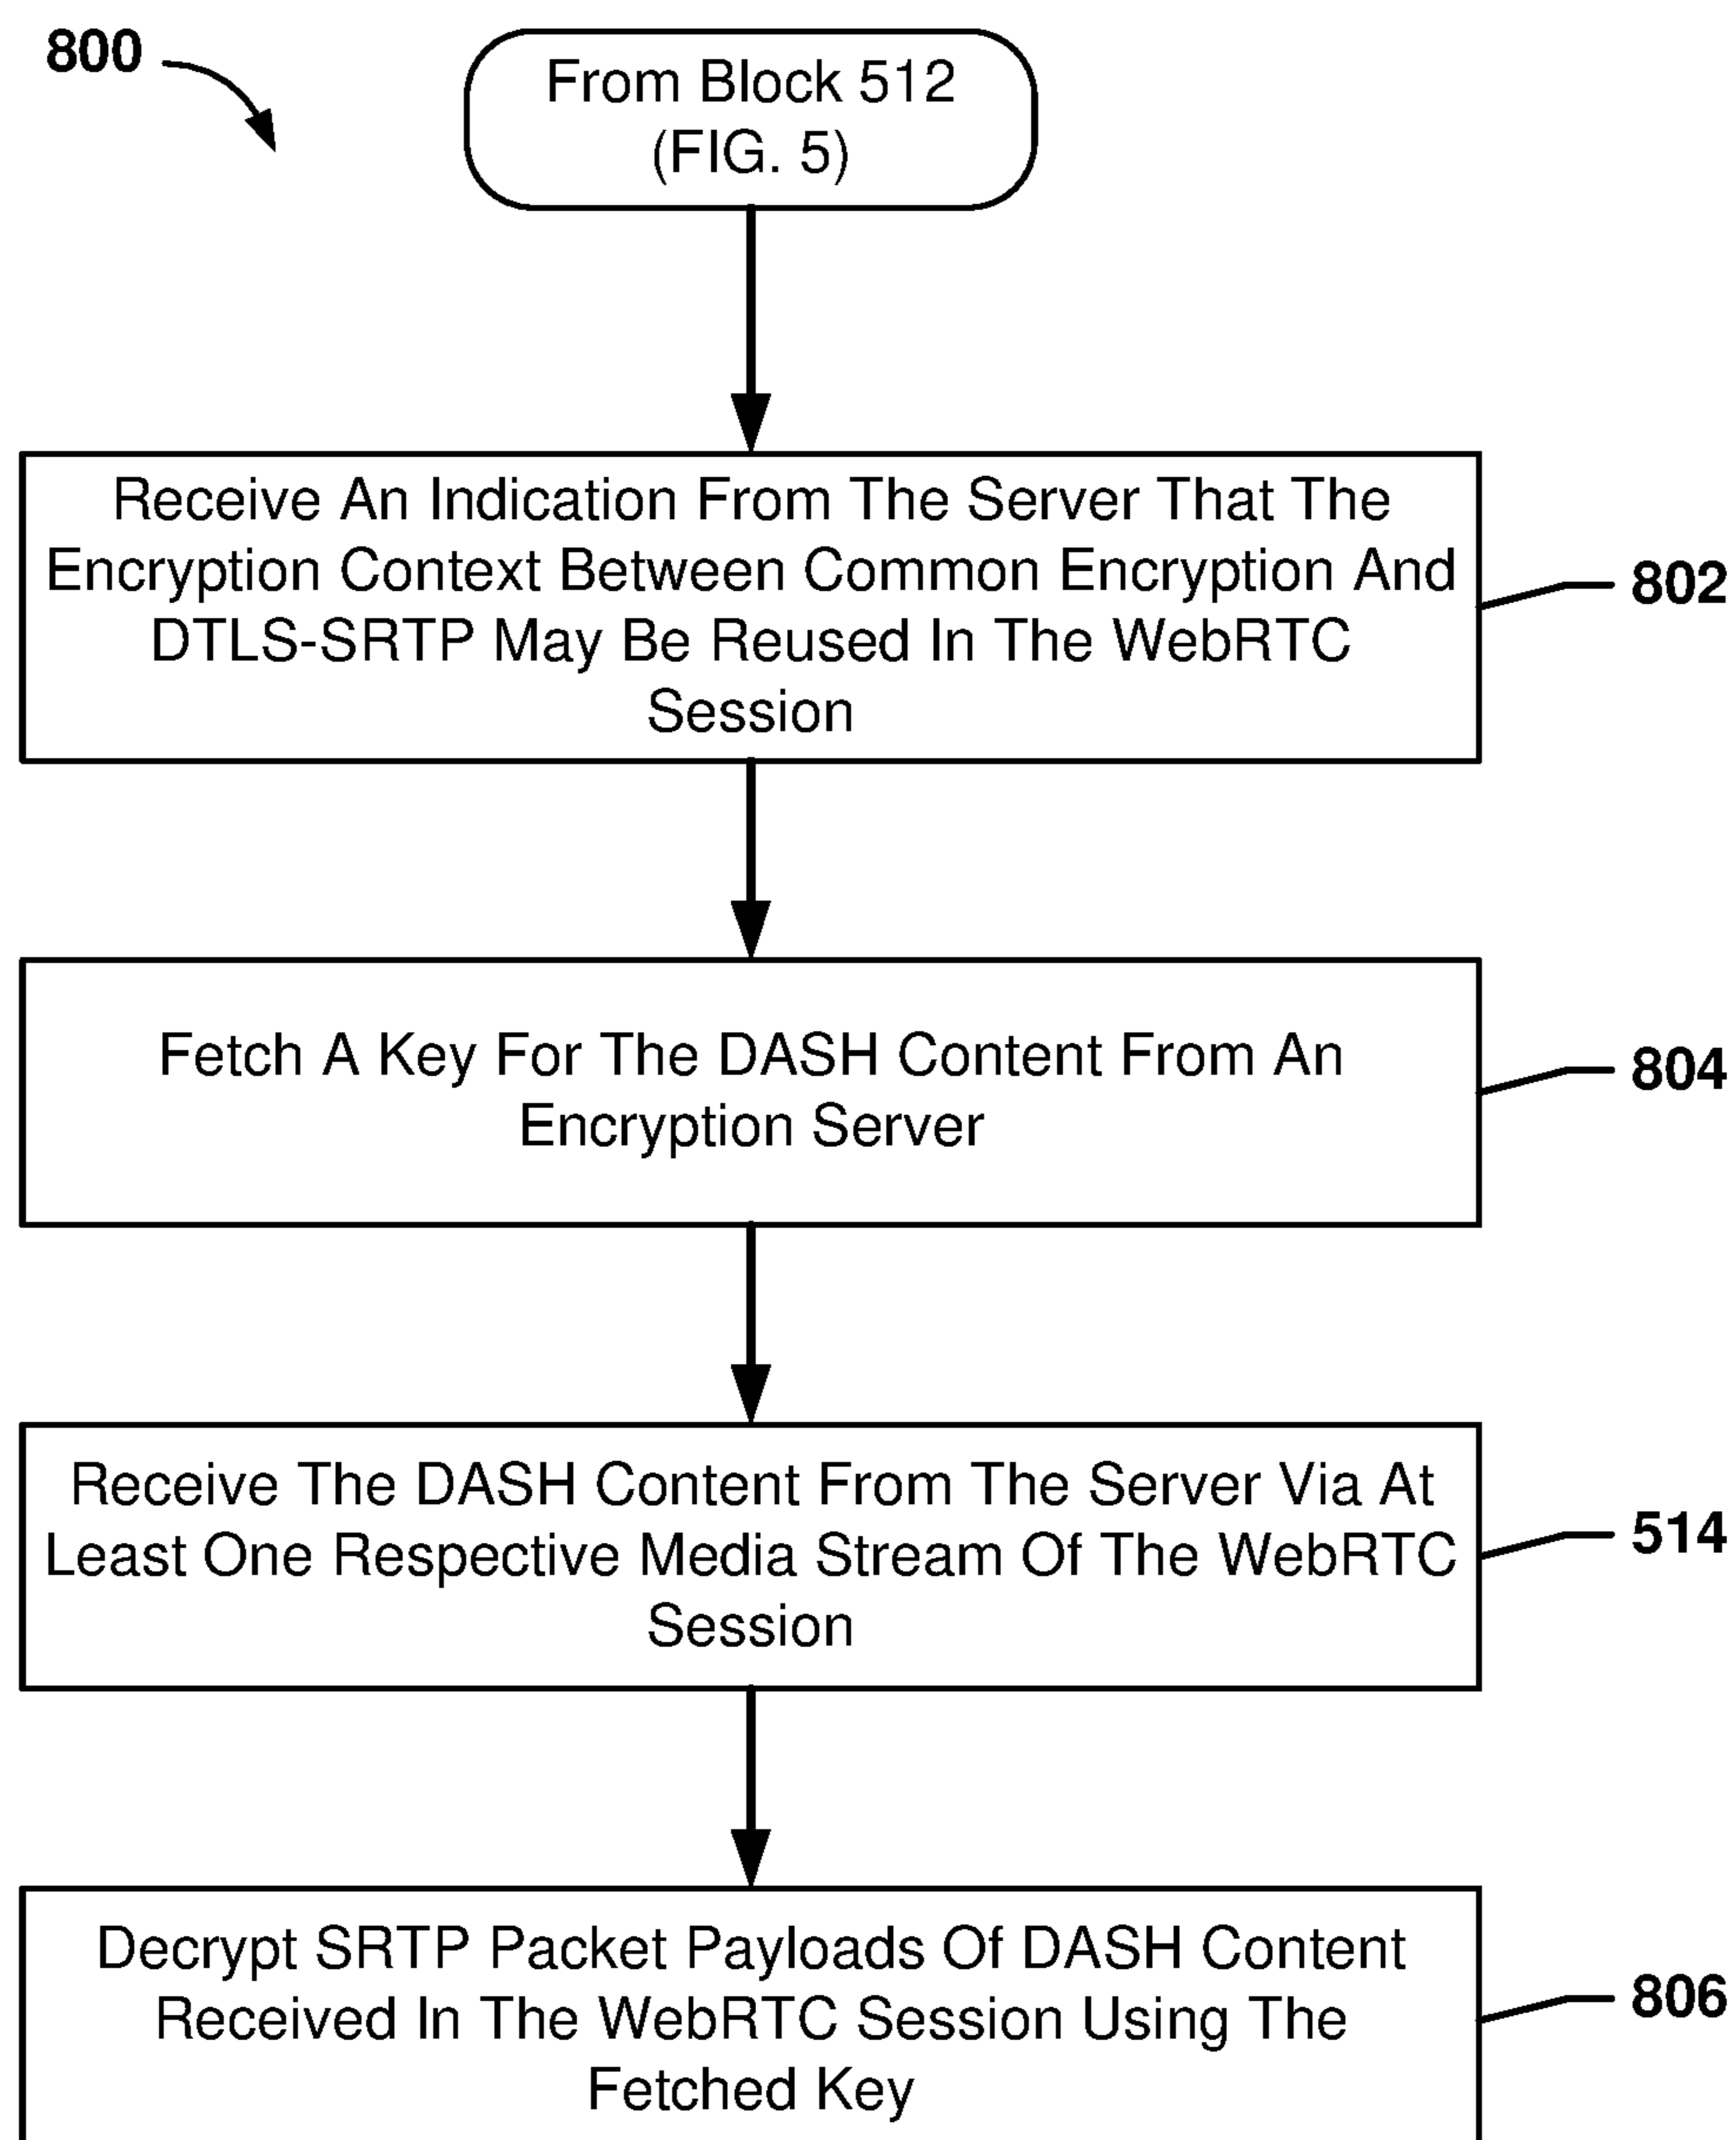 800
From Block 512
(FIG. 5)
Receive An Indication From The Server That The
Encryption Context Between Common Encryption And
DTLS-SRTP May Be Reused In The WebRTC
Session
802
Fetch A Key For The DASH Content From An
Encryption Server
804
Receive The DASH Content From The Server Via At
Least One Respective Media Stream Of The WebRTC
Session
514
Decrypt SRTP Packet Payloads Of DASH Content
Received In The WebRTC Session Using The
Fetched Key
806